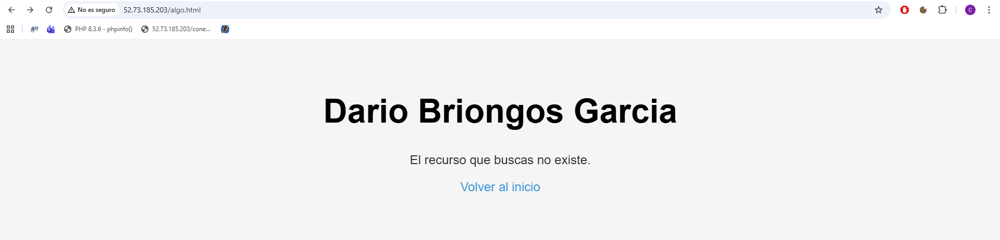 No es seguro 52.73.185.203/algo.html
C
PHP 8.3.6 - phpinfo() 52.73.185.203/cone...
Dario Briongos Garcia
El recurso que buscas no existe.
Volver al inicio